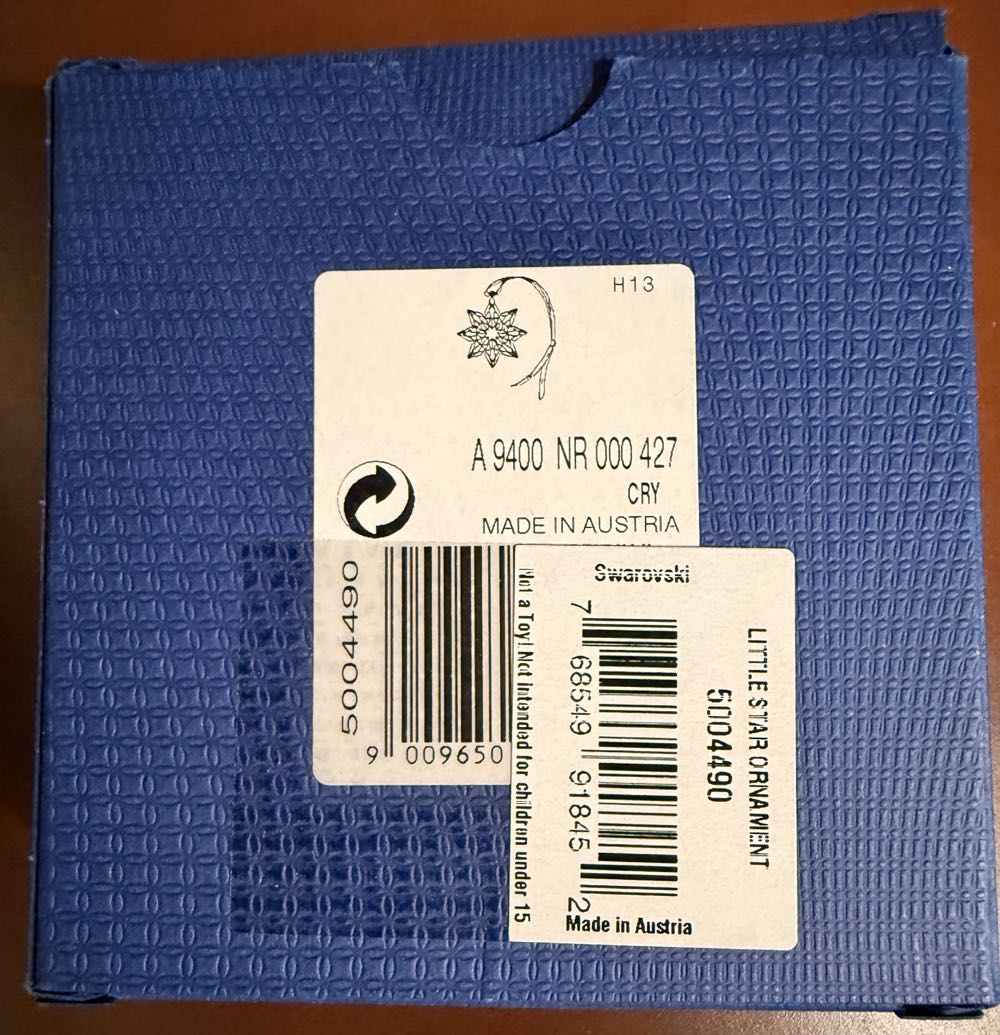 H13
A 9400 NR 000 427
CRY
MADE IN AUSTRIA
5004490
9 009650
Not a Toy! Not intended for children under 15
Swarovski
7 68549 91845 2
Made in Austria
LITTLE STAR ORNAMENT
5004490